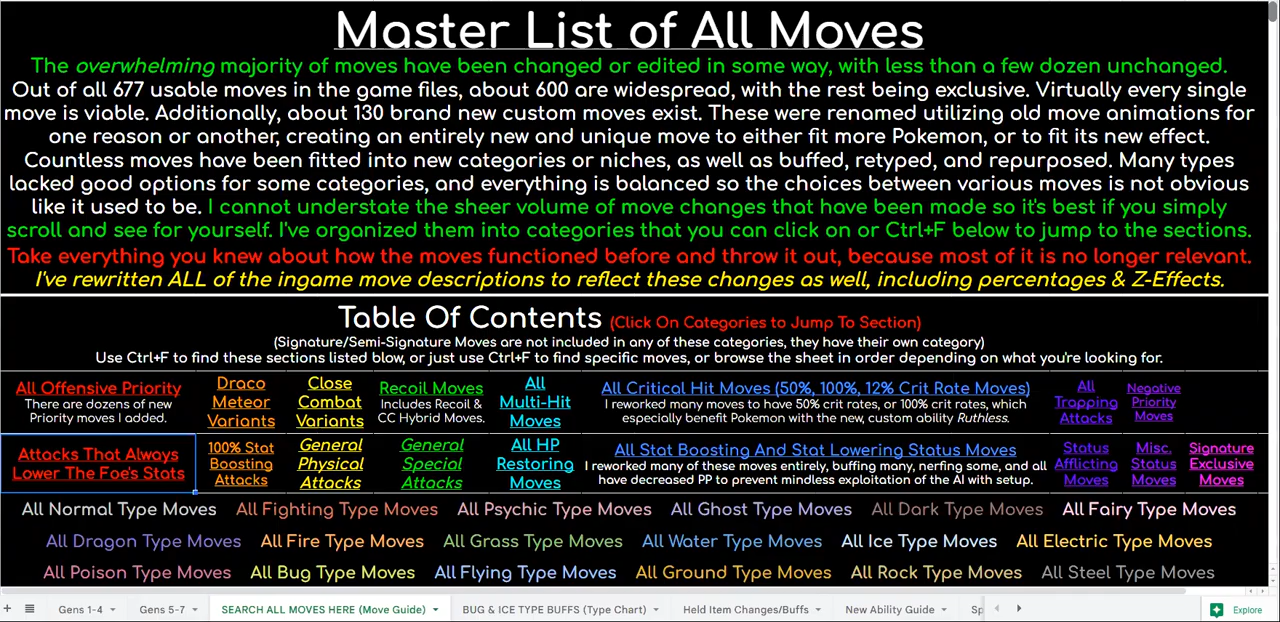 Master List of All Moves
The overwhelming majority of moves have been changed or edited in some way, with less than a few dozen unchanged.
Out of all 677 usable moves in the game files, about 600 are widespread, with the rest being exclusive. Virtually every single
move is viable. Additionally, about 130 brand new custom moves exist. These were renamed utilizing old move animations for
one reason or another, creating an entirely new and unique move to either fit more Pokemon, or to fit its new effect.
Countless moves have been fitted into new categories or niches, as well as buffed, retyped, and repurposed. Many types
lacked good options for some categories, and everything is balanced so the choices between various moves is not obvious
like it used to be. I cannot understate the sheer volume of move changes that have been made so it's best if you simply
scroll and see for yourself. I've organized them into categories that you can click on or Ctrl+F below to jump to the sections.
Take everything you knew about how the moves functioned before and throw it out, because most of it is no longer relevant.
I've rewritten ALL of the ingame move descriptions to reflect these changes as well, including percentages & Z-Effects.
Table Of Contents (Click On Categories to Jump To Section)
(Signature/Semi-Signature Moves are not included in any of these categories, they have their own category)
Use Ctrl+F to find these sections listed blow, or just use Ctrl+F to find specific moves, or browse the sheet in order depending on what you're looking for.
All Offensive Priority
There are dozens of new
Priority moves I added.
Draco
Meteor
Variants
Close
Combat
Variants
Recoil Moves
Includes Recoil &
CC Hybrid Moves.
All
Multi-Hit
Moves
All Critical Hit Moves (50%, 100%, 12% Crit Rate Moves)
I reworked many moves to have 50% crit rates, or 100% crit rates, which
especially benefit Pokemon with the new, custom ability Ruthless.
All
Trapping
Attacks
Negative
Priority
Moves
Attacks That Always
Lower The Foe's Stats
100% Stat
Boosting
Attacks
General
Physical
Attacks
General
Special
Attacks
All HP
Restoring
Moves
All Stat Boosting And Stat Lowering Status Moves
I reworked many of these moves entirely, buffing many, nerfing some, and all
have decreased PP to prevent mindless exploitation of the AI with setup.
Status
Afflicting
Moves
Misc.
Status
Moves
Signature
Exclusive
Moves
All Normal Type Moves All Fighting Type Moves All Psychic Type Moves All Ghost Type Moves All Dark Type Moves All Fairy Type Moves
All Dragon Type Moves All Fire Type Moves All Grass Type Moves All Water Type Moves All Ice Type Moves All Electric Type Moves
All Poison Type Moves All Bug Type Moves All Flying Type Moves All Ground Type Moves All Rock Type Moves All Steel Type Moves
Gens 1-4 Gens 5-7 SEARCH ALL MOVES HERE (Move Guide) BUG & ICE TYPE BUFFS (Type Chart) Held Item Changes/Buffs New Ability Guide Sp Explore